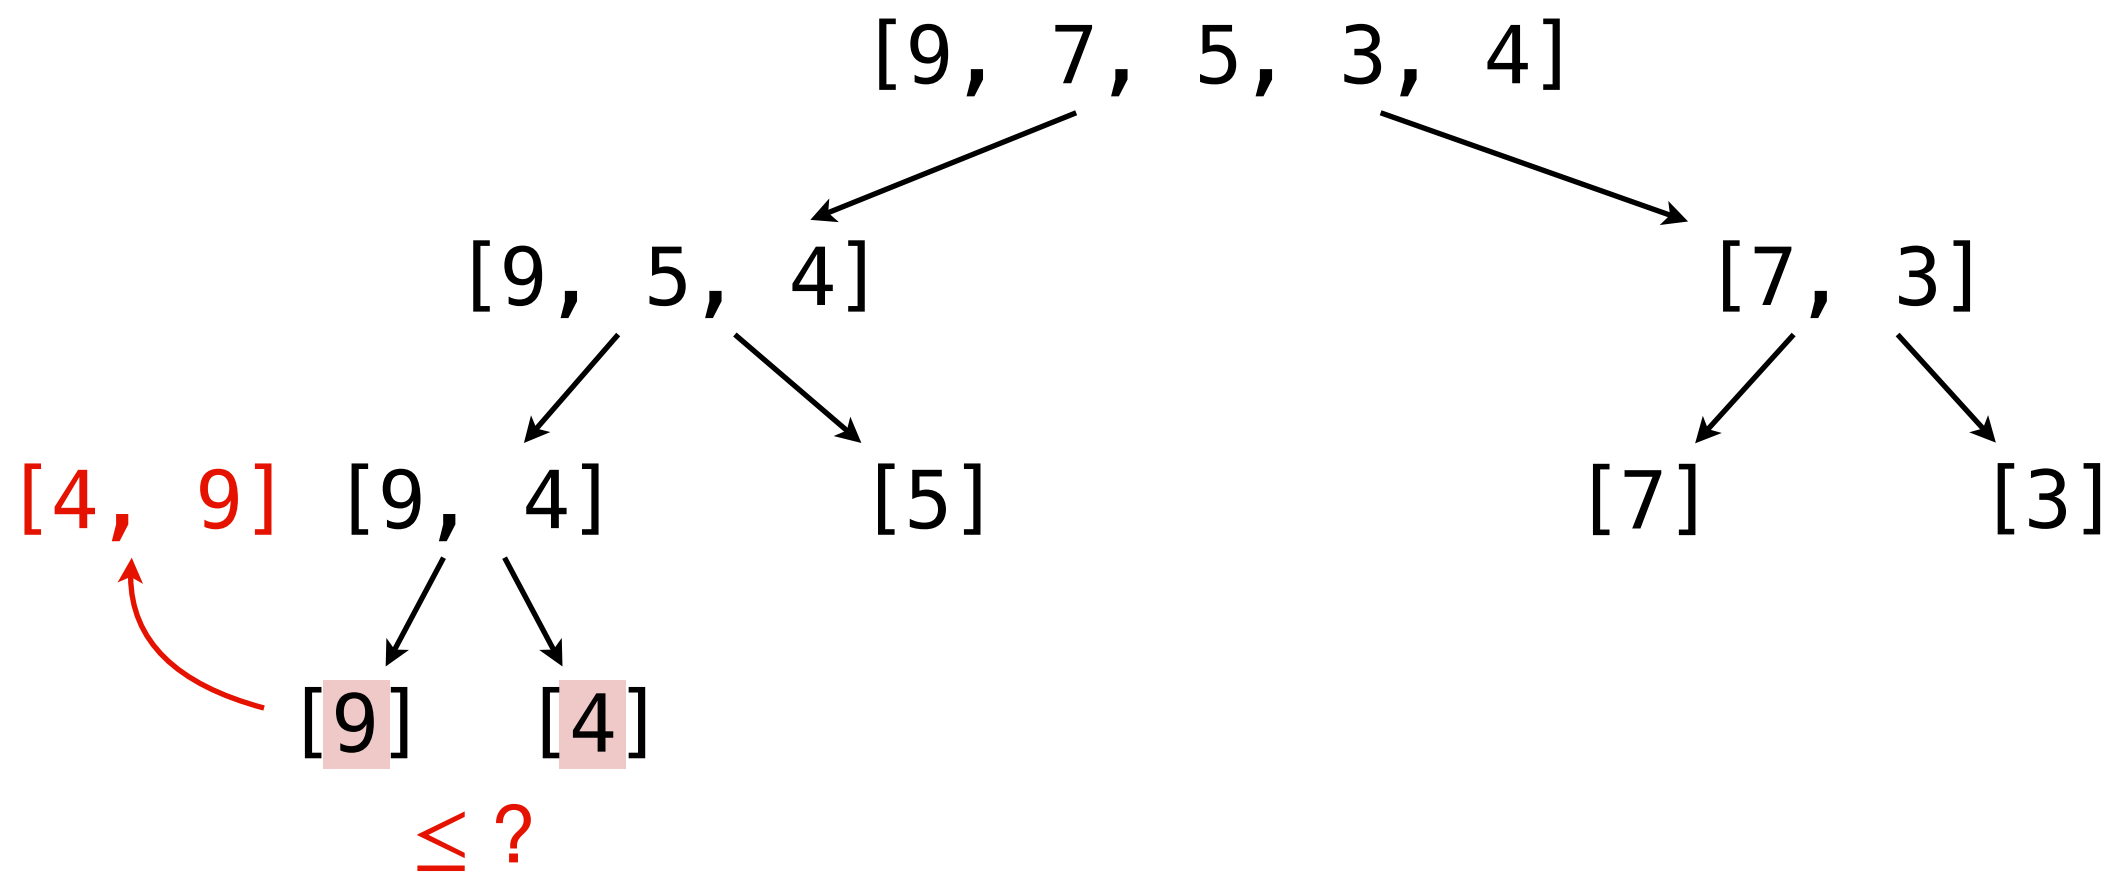 [9, 7, 5, 3, 4]
[9, 5, 4] [7, 3]
[4, 9] [9, 4] [5] [7] [3]
[9] [4]
≤ ?